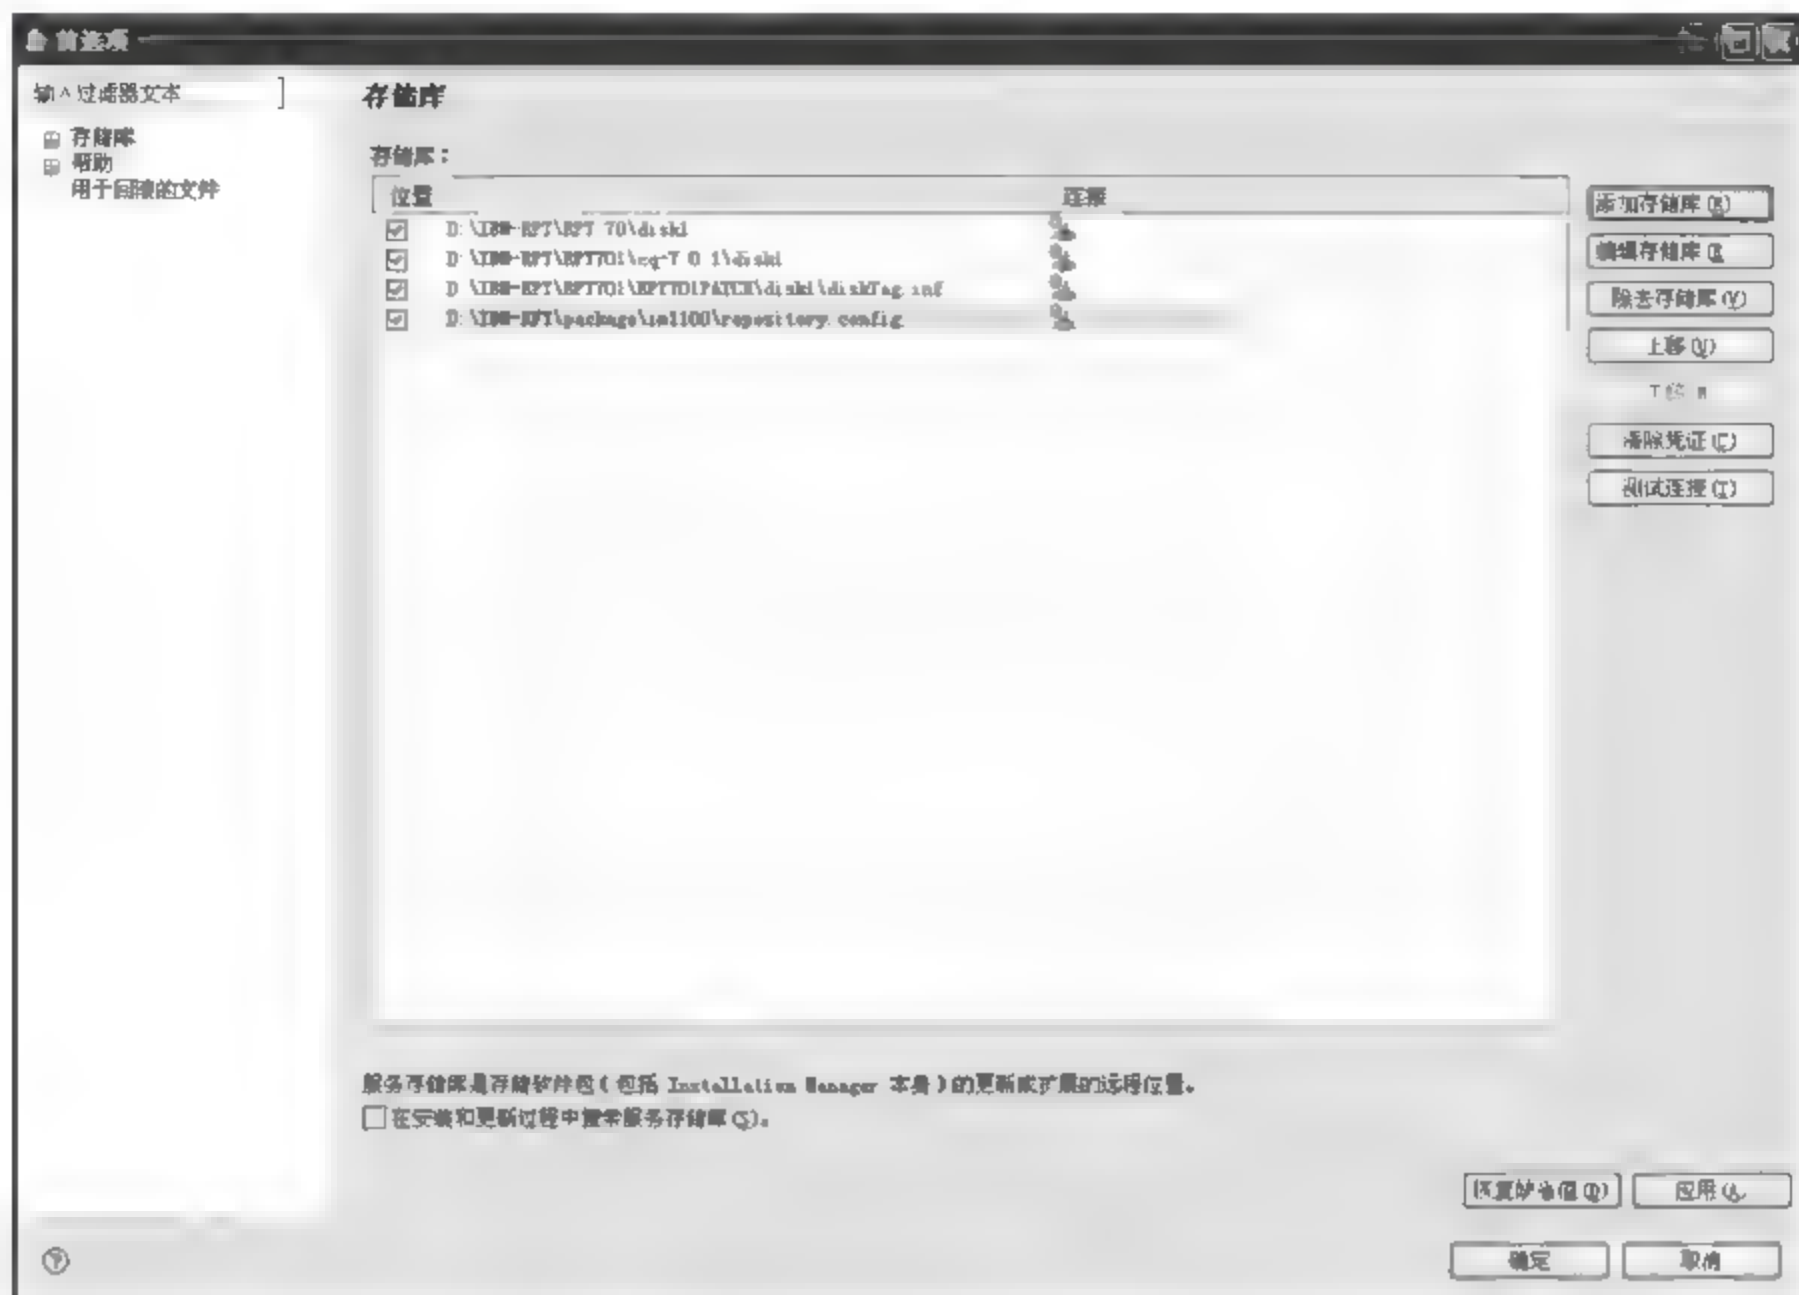 首选项
输入过滤器文本
存储库
帮助
用于回滚的文件
存储库
存储库：
位置 连接
D:\IBM-RPT\RPT 70\disk1
D:\IBM-RPT\RPT701\rq-7.0.1\disk1
D:\IBM-RPT\RPT701\RPT701PATCH\disk1\diskTag.inf
D:\IBM-RPT\package\im1100\repository.config
添加存储库(R)
编辑存储库(E
除去存储库(V)
上移(U)
下移
清除凭证(C)
测试连接(T)
服务存储库是存储软件包(包括 Installation Manager 本身)的更新或扩展的远程位置。
在安装和更新过程中搜索服务存储库(S)。
恢复缺省值(D) 应用(A
确定 取消